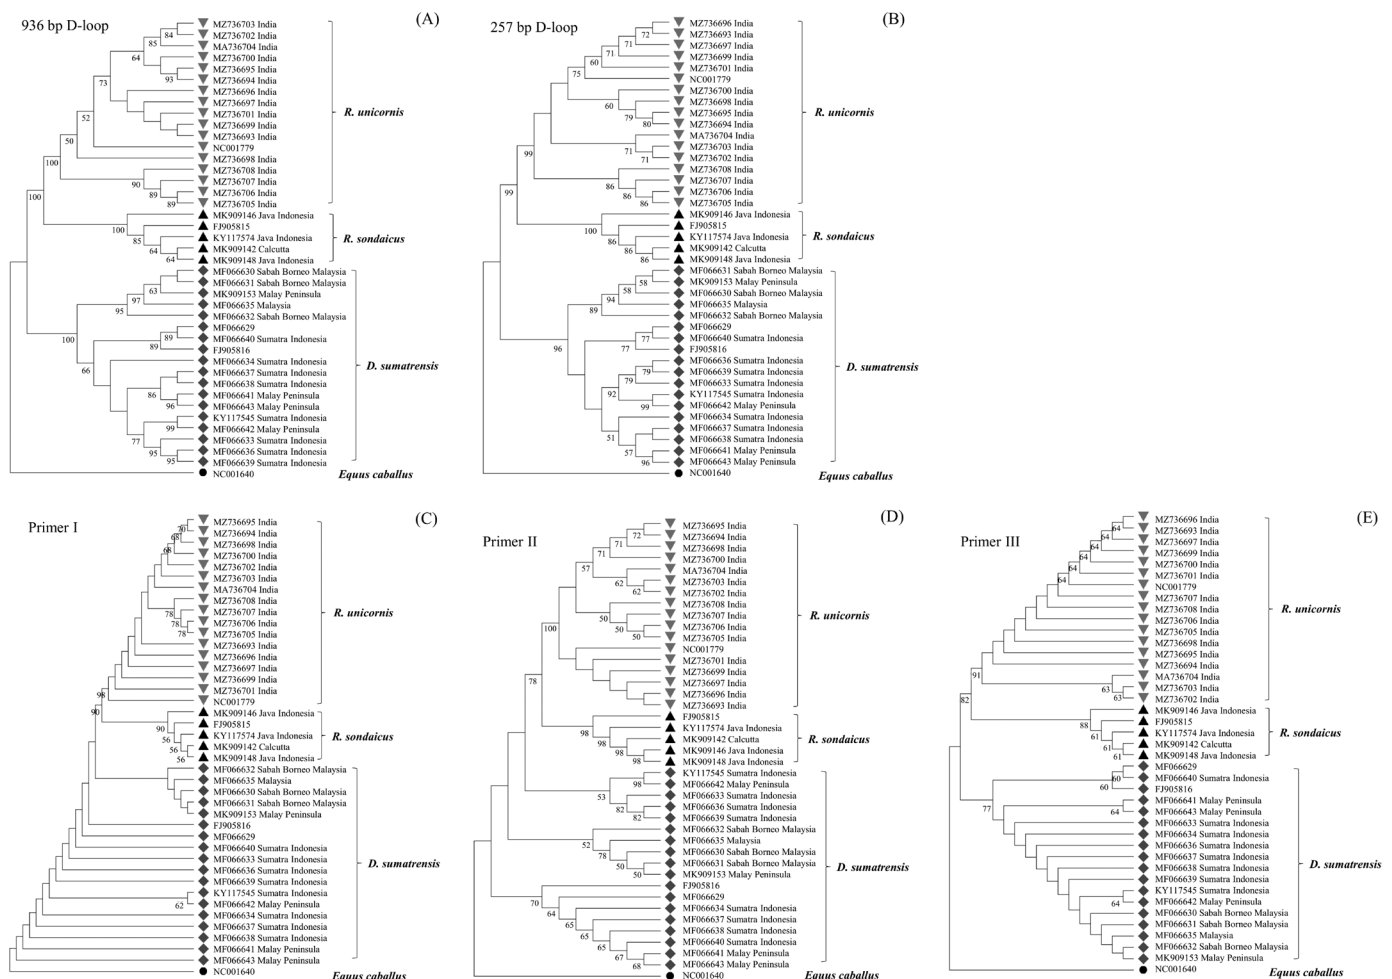 936 bp D-loop
(A)
MZ736703 India
84
MZ736702 India
85
MA736704 India
64
MZ736700 India
MZ736695 India
93
MZ736694 India
73
MZ736696 India
MZ736697 India
MZ736701 India
R. unicornis
52
MZ736699 India
MZ736693 India
50
NC001779
MZ736698 India
100
MZ736708 India
90
MZ736707 India
89
MZ736706 India
89
MZ736705 India
100
MK909146 Java Indonesia
100
FJ905815
85
KY117574 Java Indonesia
R. sondaicus
64
MK909142 Calcutta
64
MK909148 Java Indonesia
MF066630 Sabah Borneo Malaysia
MF066631 Sabah Borneo Malaysia
63
MK909153 Malay Peninsula
97
MF066635 Malaysia
95
MF066632 Sabah Borneo Malaysia
MF066629
100
89
MF066640 Sumatra Indonesia
89
FJ905816
MF066634 Sumatra Indonesia
D. sumatrensis
66
MF066637 Sumatra Indonesia
MF066638 Sumatra Indonesia
86
MF066641 Malay Peninsula
96
MF066643 Malay Peninsula
KY117545 Sumatra Indonesia
99
MF066642 Malay Peninsula
77
MF066633 Sumatra Indonesia
95
MF066636 Sumatra Indonesia
95
MF066639 Sumatra Indonesia
NC001640
Equus caballus
257 bp D-loop
(B)
MZ736696 India
72
MZ736693 India
71
MZ736697 India
71
MZ736699 India
60
MZ736701 India
75
NC001779
MZ736700 India
60
MZ736698 India
R. unicornis
79
MZ736695 India
80
MZ736694 India
MA736704 India
99
MZ736703 India
71
71
MZ736702 India
MZ736708 India
86
MZ736707 India
86
MZ736706 India
86
MZ736705 India
99
MK909146 Java Indonesia
100
FJ905815
86
KY117574 Java Indonesia
R. sondaicus
86
MK909142 Calcutta
86
MK909148 Java Indonesia
MF066631 Sabah Borneo Malaysia
58
MK909153 Malay Peninsula
58
MF066630 Sabah Borneo Malaysia
94
MF066635 Malaysia
89
MF066632 Sabah Borneo Malaysia
MF066629
96
77
MF066640 Sumatra Indonesia
77
FJ905816
MF066636 Sumatra Indonesia
D. sumatrensis
79
MF066639 Sumatra Indonesia
79
MF066633 Sumatra Indonesia
92
KY117545 Sumatra Indonesia
99
MF066642 Malay Peninsula
MF066634 Sumatra Indonesia
MF066637 Sumatra Indonesia
51
MF066638 Sumatra Indonesia
57
MF066641 Malay Peninsula
96
MF066643 Malay Peninsula
NC001640
Equus caballus
Primer I
(C)
MZ736695 India
70
MZ736694 India
68
MZ736698 India
68
MZ736700 India
MZ736702 India
MZ736703 India
MA736704 India
MZ736708 India
78
MZ736707 India
R. unicornis
78
MZ736706 India
78
MZ736705 India
MZ736693 India
MZ736696 India
MZ736697 India
MZ736699 India
MZ736701 India
98
NC001779
90
MK909146 Java Indonesia
90
FJ905815
56
KY117574 Java Indonesia
R. sondaicus
56
MK909142 Calcutta
56
MK909148 Java Indonesia
MF066632 Sabah Borneo Malaysia
MF066635 Malaysia
MF066630 Sabah Borneo Malaysia
MF066631 Sabah Borneo Malaysia
MK909153 Malay Peninsula
FJ905816
MF066629
MF066640 Sumatra Indonesia
MF066633 Sumatra Indonesia
D. sumatrensis
MF066636 Sumatra Indonesia
MF066639 Sumatra Indonesia
KY117545 Sumatra Indonesia
62
MF066642 Malay Peninsula
MF066634 Sumatra Indonesia
MF066637 Sumatra Indonesia
MF066638 Sumatra Indonesia
MF066641 Malay Peninsula
MF066643 Malay Peninsula
NC001640
Equus caballus
Primer II
(D)
MZ736695 India
72
MZ736694 India
71
MZ736698 India
71
MZ736700 India
57
MA736704 India
62
MZ736703 India
62
MZ736702 India
MZ736708 India
50
MZ736707 India
R. unicornis
50
MZ736706 India
50
MZ736705 India
100
NC001779
MZ736701 India
MZ736699 India
MZ736697 India
78
MZ736696 India
MZ736693 India
FJ905815
98
KY117574 Java Indonesia
98
MK909142 Calcutta
R. sondaicus
98
MK909146 Java Indonesia
98
MK909148 Java Indonesia
KY117545 Sumatra Indonesia
98
MF066642 Malay Peninsula
53
MF066633 Sumatra Indonesia
82
MF066636 Sumatra Indonesia
82
MF066639 Sumatra Indonesia
MF066632 Sabah Borneo Malaysia
52
MF066635 Malaysia
78
MF066630 Sabah Borneo Malaysia
50
MF066631 Sabah Borneo Malaysia
D. sumatrensis
50
MK909153 Malay Peninsula
FJ905816
70
MF066629
64
MF066634 Sumatra Indonesia
65
MF066637 Sumatra Indonesia
65
MF066638 Sumatra Indonesia
65
MF066640 Sumatra Indonesia
67
MF066641 Malay Peninsula
68
MF066643 Malay Peninsula
NC001640
Equus caballus
Primer III
(E)
MZ736696 India
64
MZ736693 India
64
MZ736697 India
64
MZ736699 India
64
MZ736700 India
64
MZ736701 India
NC001779
MZ736707 India
MZ736708 India
R. unicornis
MZ736706 India
MZ736705 India
MZ736698 India
MZ736695 India
MZ736694 India
91
MA736704 India
63
MZ736703 India
63
MZ736702 India
82
MK909146 Java Indonesia
88
FJ905815
61
KY117574 Java Indonesia
R. sondaicus
61
MK909142 Calcutta
61
MK909148 Java Indonesia
MF066629
60
MF066640 Sumatra Indonesia
60
FJ905816
77
MF066641 Malay Peninsula
64
MF066643 Malay Peninsula
MF066633 Sumatra Indonesia
MF066634 Sumatra Indonesia
MF066636 Sumatra Indonesia
MF066637 Sumatra Indonesia
MF066638 Sumatra Indonesia
D. sumatrensis
MF066639 Sumatra Indonesia
KY117545 Sumatra Indonesia
64
MF066642 Malay Peninsula
MF066630 Sabah Borneo Malaysia
MF066631 Sabah Borneo Malaysia
MF066635 Malaysia
MF066632 Sabah Borneo Malaysia
MK909153 Malay Peninsula
NC001640
Equus caballus